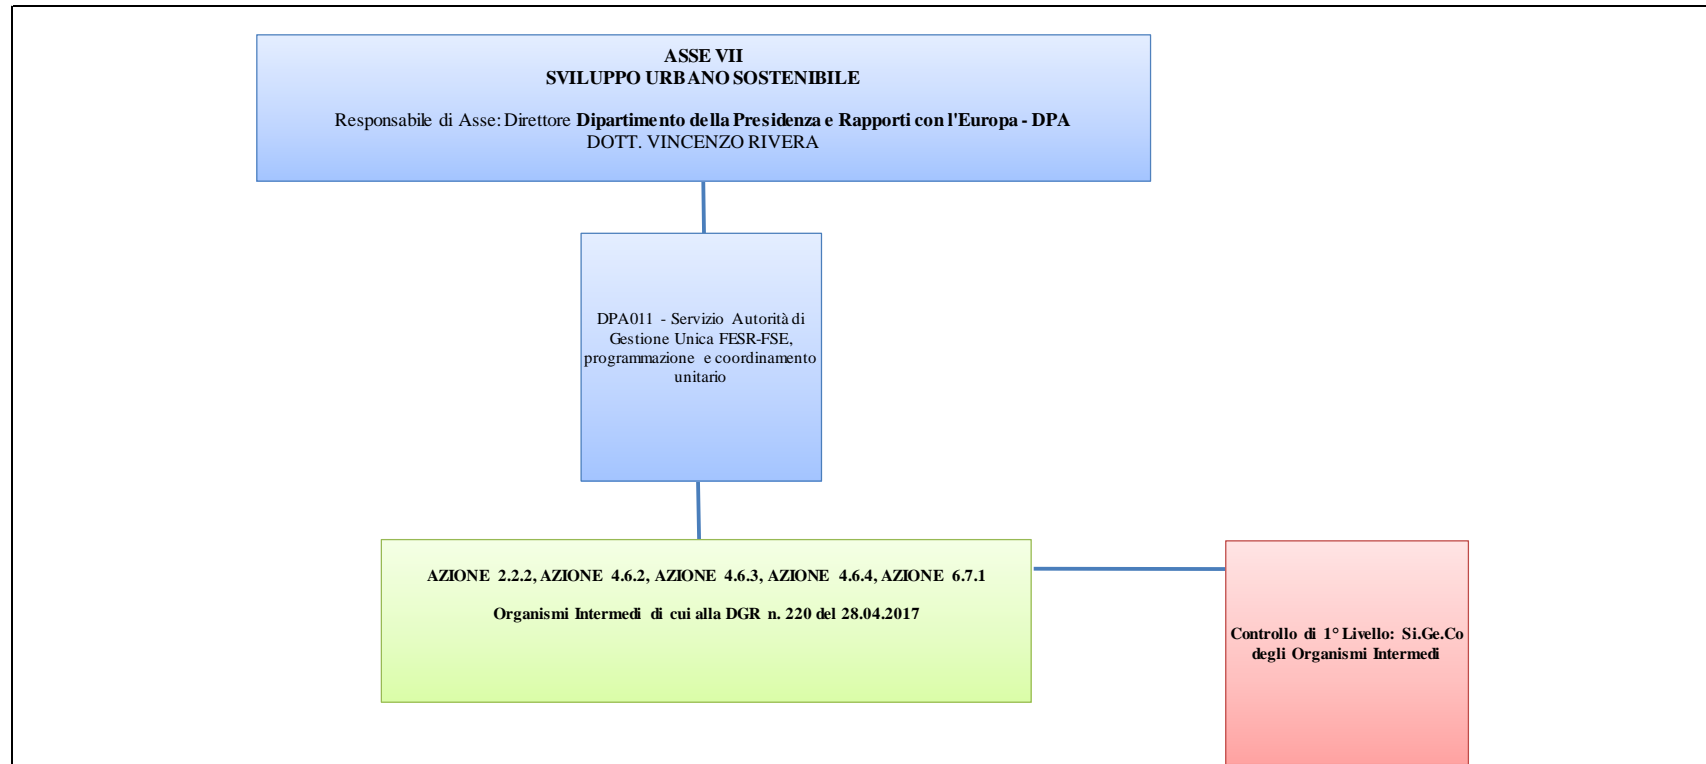 ASSE VII
SVILUPPO URBANO SOSTENIBILE
Responsabile di Asse: Direttore Dipartimento della Presidenza e Rapporti con l'Europa - DPA
DOTT. VINCENZO RIVERA
DPA011 - Servizio Autorità di
Gestione Unica FESR-FSE,
programmazione e coordinamento
unitario
AZIONE 2.2.2, AZIONE 4.6.2, AZIONE 4.6.3, AZIONE 4.6.4, AZIONE 6.7.1
Organismi Intermedi di cui alla DGR n. 220 del 28.04.2017
Controllo di 1° Livello: Si.Ge.Co
degli Organismi Intermedi